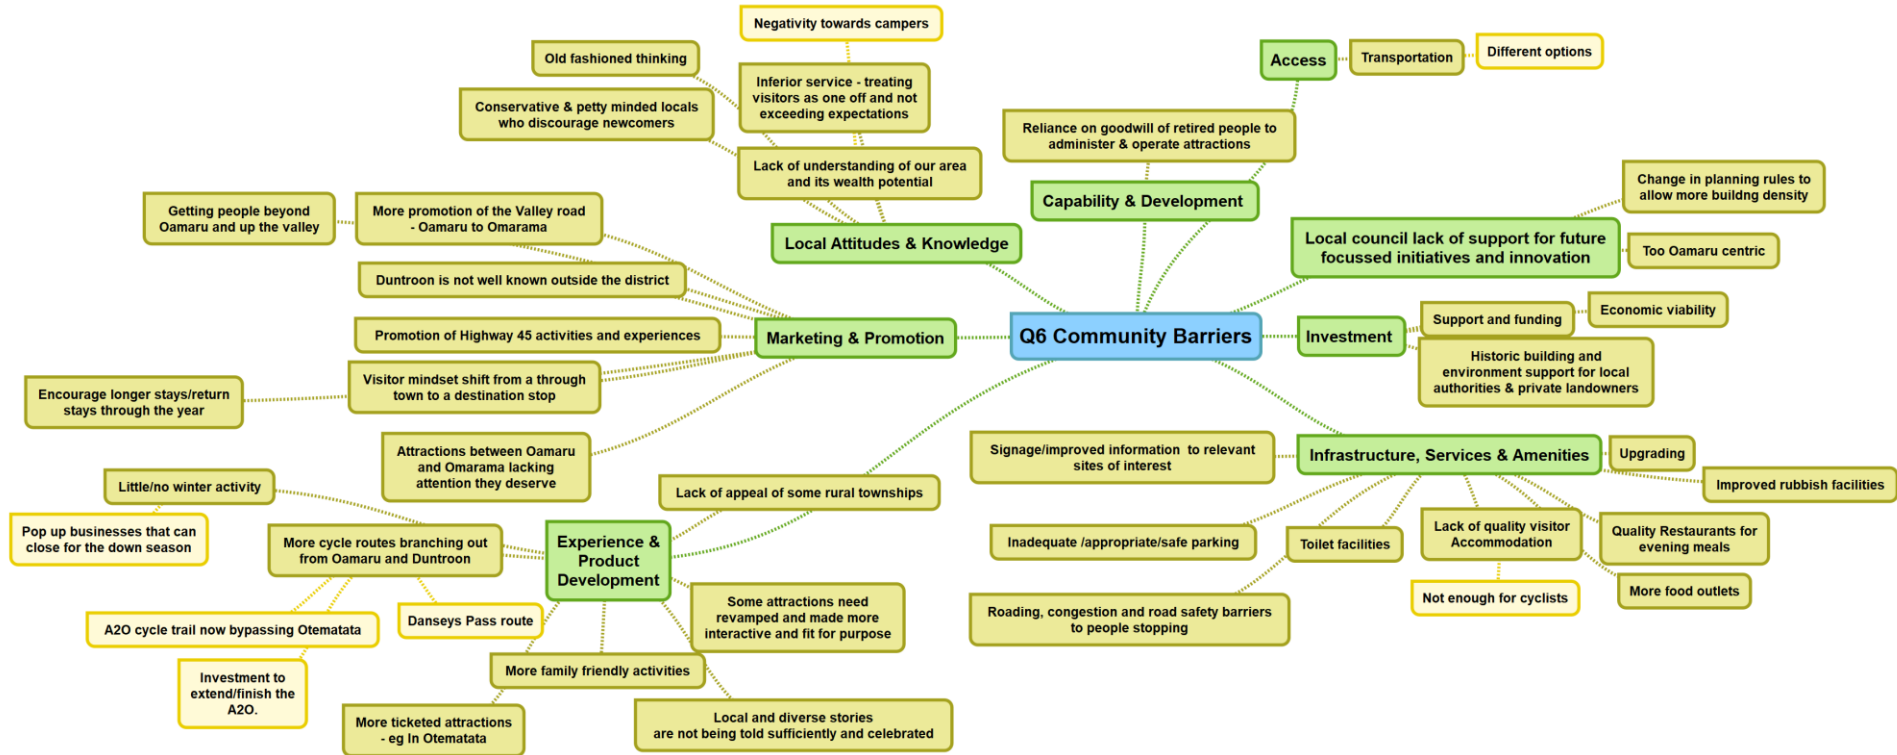 Negativity towards campers
Old fashioned thinking
Inferior service - treating
visitors as one off and not
exceeding expectations
Conservative & petty minded locals
who discourage newcomers
Lack of understanding of our area
and its wealth potential
Local Attitudes & Knowledge
Access
Transportation
Different options
Reliance on goodwill of retired people to
administer & operate attractions
Capability & Development
Change in planning rules to
allow more buildng density
Local council lack of support for future
focussed initiatives and innovation
Too Oamaru centric
Getting people beyond
Oamaru and up the valley
More promotion of the Valley road
- Oamaru to Omarama
Duntroon is not well known outside the district
Promotion of Highway 45 activities and experiences
Marketing & Promotion
Q6 Community Barriers
Investment
Support and funding
Economic viability
Historic building and
environment support for local
authorities & private landowners
Visitor mindset shift from a through
town to a destination stop
Encourage longer stays/return
stays through the year
Attractions between Oamaru
and Omarama lacking
attention they deserve
Signage/improved information to relevant
sites of interest
Infrastructure, Services & Amenities
Upgrading
Improved rubbish facilities
Inadequate /appropriate/safe parking
Toilet facilities
Lack of quality visitor
Accommodation
Quality Restaurants for
evening meals
Not enough for cyclists
More food outlets
Roading, congestion and road safety barriers
to people stopping
Little/no winter activity
Pop up businesses that can
close for the down season
Lack of appeal of some rural townships
More cycle routes branching out
from Oamaru and Duntroon
Experience &
Product
Development
A2O cycle trail now bypassing Otematata
Danseys Pass route
Some attractions need
revamped and made more
interactive and fit for purpose
Investment to
extend/finish the
A2O.
More family friendly activities
More ticketed attractions
- eg In Otematata
Local and diverse stories
are not being told sufficiently and celebrated